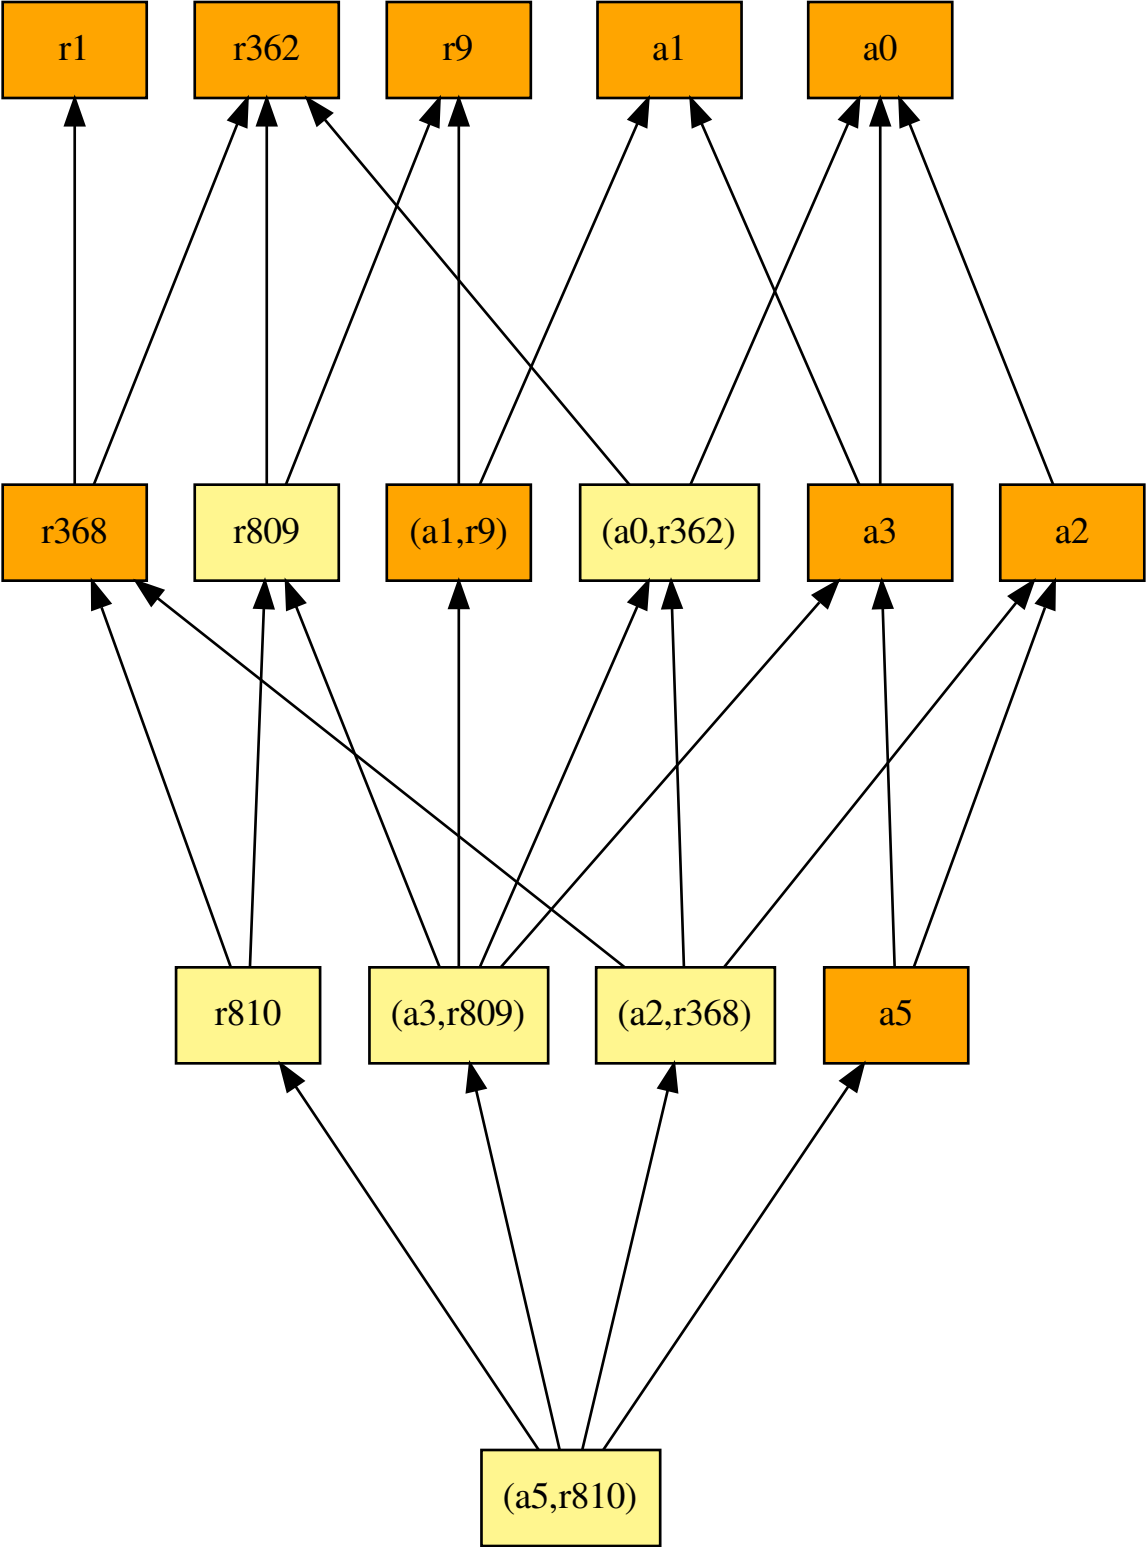 r1
r362
r9
a1
a0
r368
r809
(a1,r9)
(a0,r362)
a3
a2
r810
(a3,r809)
(a2,r368)
a5
(a5,r810)